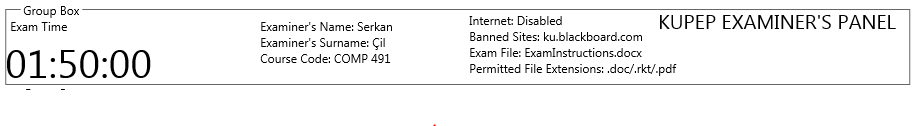 Group Box
Exam Time
01:50:00
Examiner's Name: Serkan
Examiner's Surname: Çil
Course Code: COMP 491
Internet: Disabled
Banned Sites: ku.blackboard.com
Exam File: ExamInstructions.docx
Permitted File Extensions: .doc/.rkt/.pdf
KUPEP EXAMINER'S PANEL